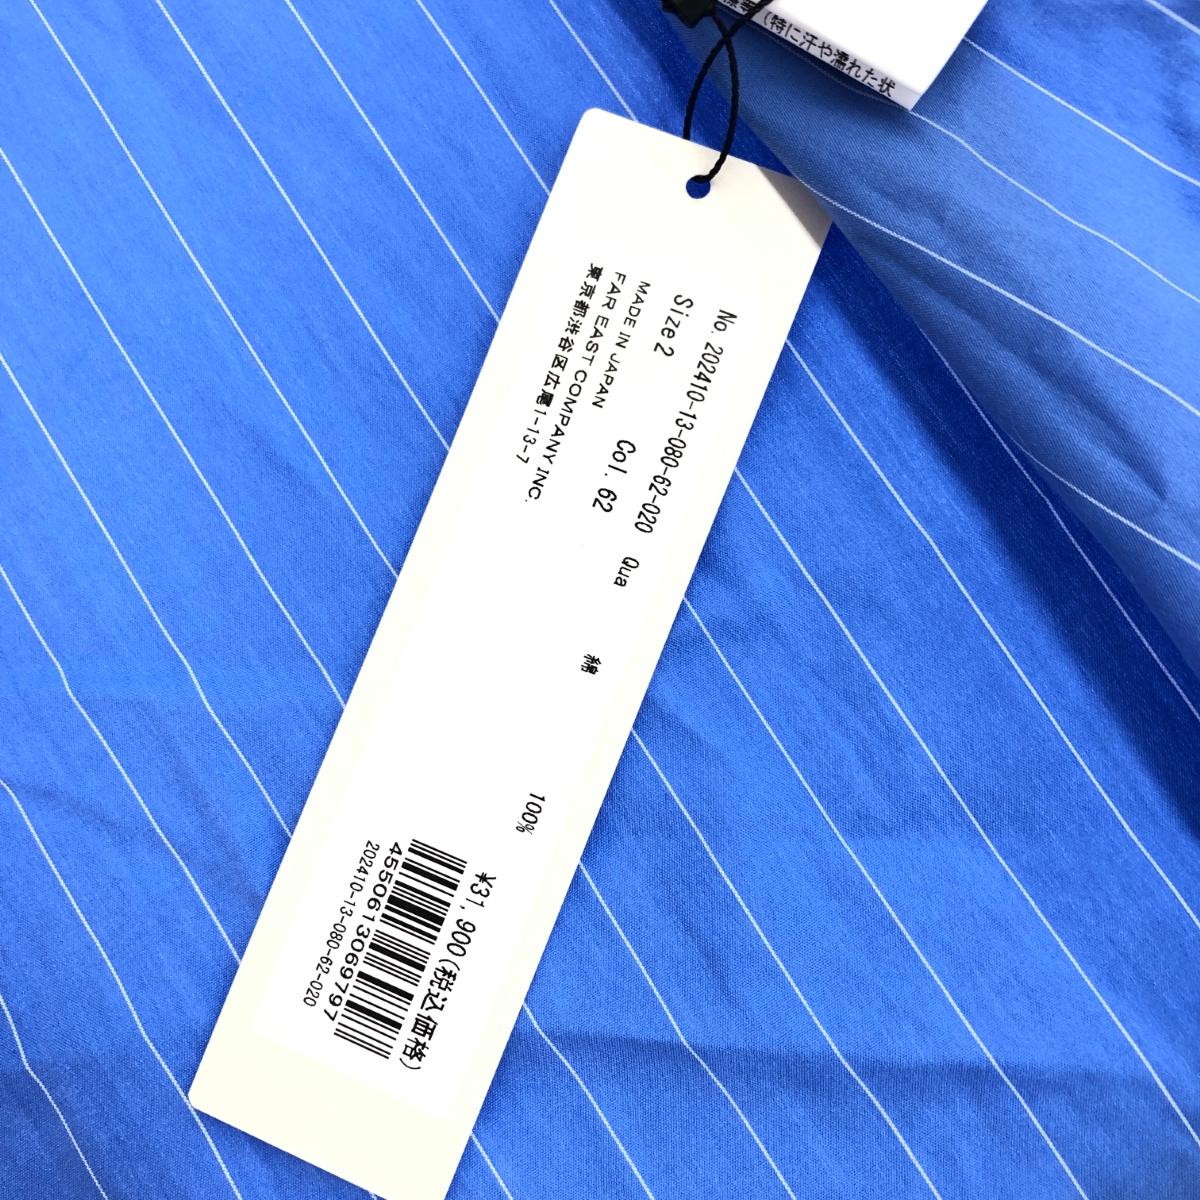 (特に汗や濡れた状
No. 202410-13-080-62-020 Qua
Size 2 Col. 62
綿 100%
MADE IN JAPAN
FAR EAST COMPANY INC.
東京都渋谷区広尾1-13-7
¥31,900(税込価格)
4550613069797
202410-13-080-62-020